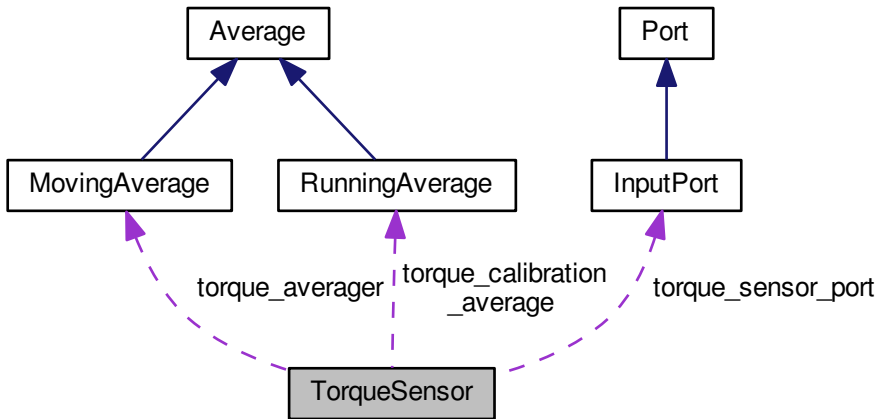 Average
Port
MovingAverage
RunningAverage
InputPort
torque_averager
torque_calibration
_average
torque_sensor_port
TorqueSensor